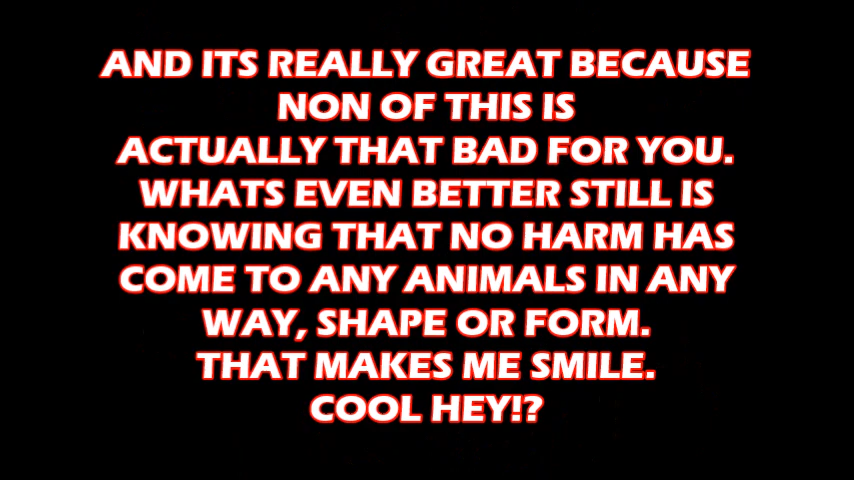 AND ITS REALLY GREAT BECAUSE
NON OF THIS IS
ACTUALLY THAT BAD FOR YOU.
WHATS EVEN BETTER STILL IS
KNOWING THAT NO HARM HAS
COME TO ANY ANIMALS IN ANY
WAY, SHAPE OR FORM.
THAT MAKES ME SMILE.
COOL HEY!?